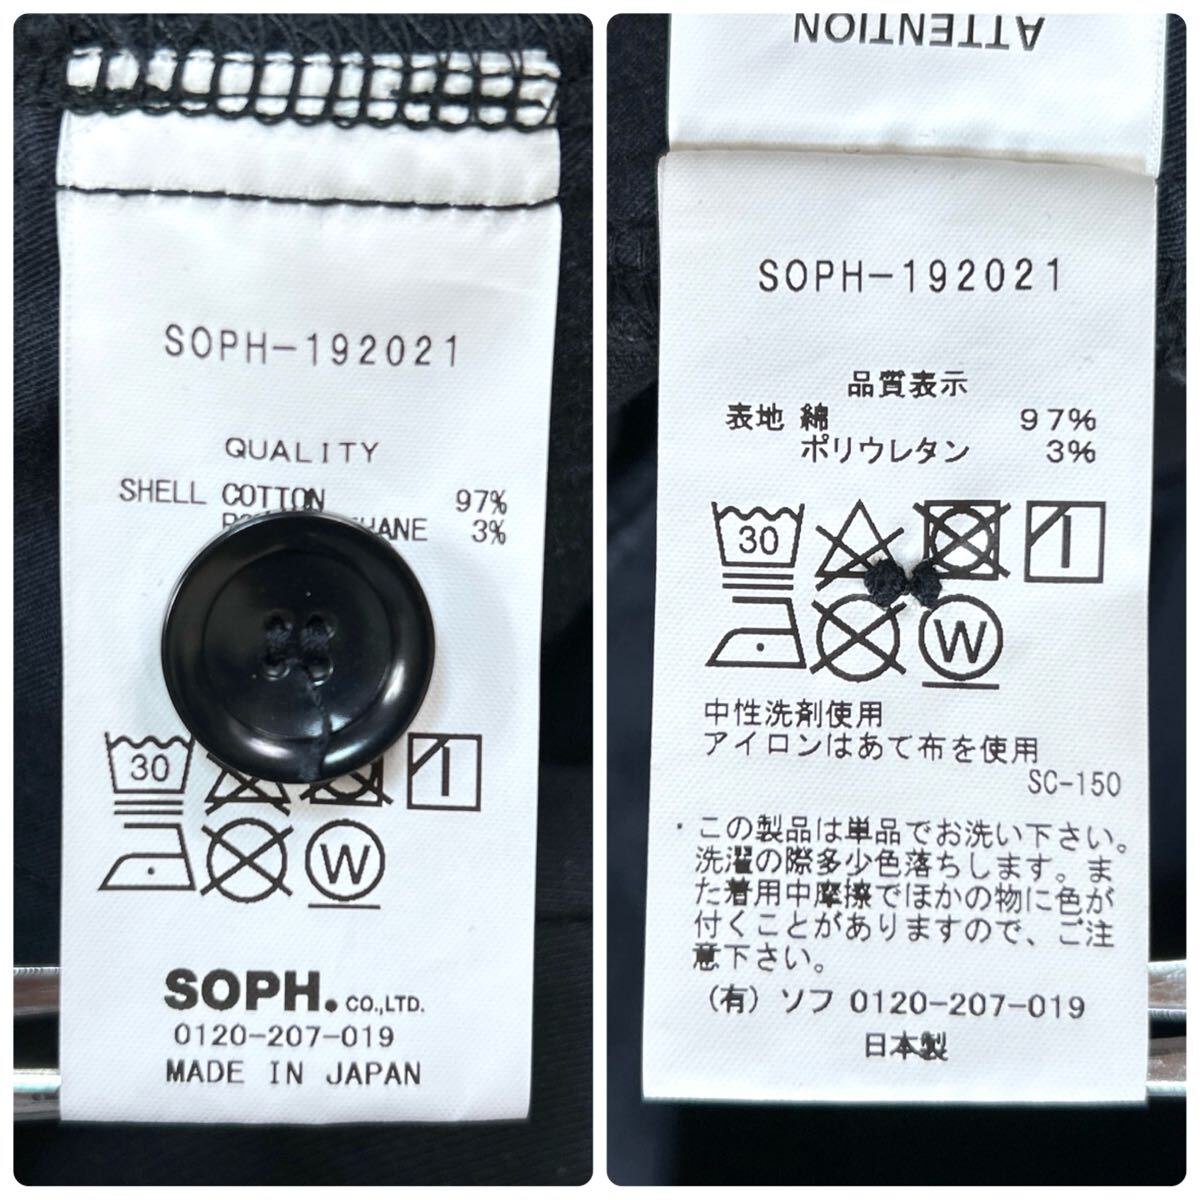 SOPH-192021
QUALITY
SHELL COTTON 97%
3%
30
W
SOPH. CO.,LTD.
0120-207-019
MADE IN JAPAN
ATTENTION
SOPH-192021
品質表示
表地 綿 97%
ポリウレタン 3%
30
W
中性洗剤使用
アイロンはあて布を使用
SC-150
・この製品は単品でお洗い下さい。
洗濯の際多少色落ちします。ま
た着用中摩擦でほかの物に色が
付くことがありますので、ご注
意下さい。
(有) ソフ 0120-207-019
日本製